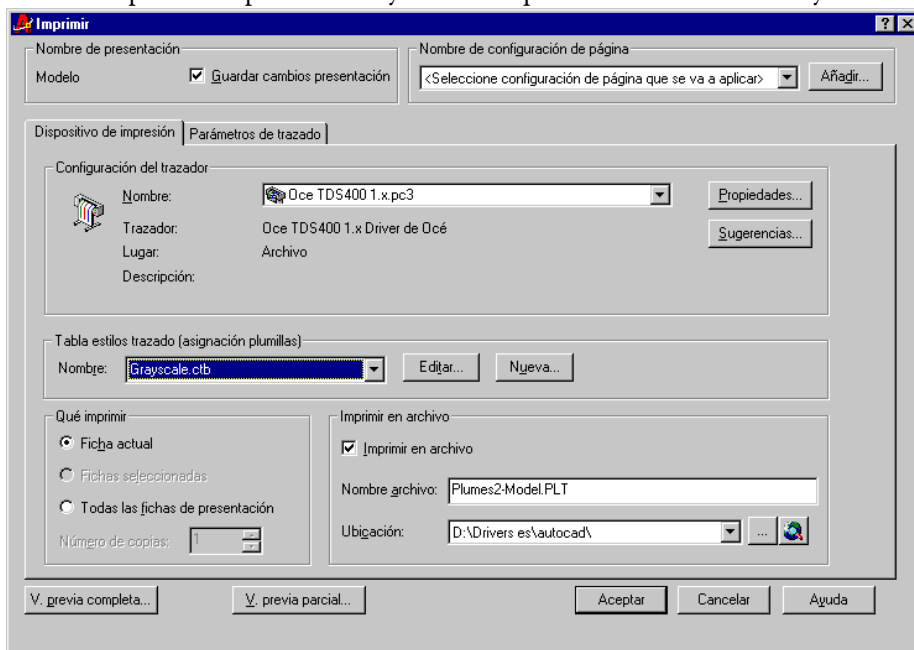 Imprimir
Nombre de presentación
Modelo
Guardar cambios presentación
Nombre de configuración de página
<Seleccione configuración de página que se va a aplicar>
Añadir...
Dispositivo de impresión
Parámetros de trazado
Configuración del trazador
Nombre:
Oce TDS400 1.x.pc3
Propiedades...
Trazador:
Oce TDS400 1.x Driver de Océ
Sugerencias...
Lugar:
Archivo
Descripción:
Tabla estilos trazado (asignación plumillas)
Nombre:
Grayscale.ctb
Editar...
Nueva...
Qué imprimir
Ficha actual
Fichas seleccionadas
Todas las fichas de presentación
Número de copias:
1
Imprimir en archivo
Imprimir en archivo
Nombre archivo:
Plumes2-Model.PLT
Ubicación:
D:\Drivers es\autocad\
...
V. previa completa...
V. previa parcial...
Aceptar
Cancelar
Ayuda